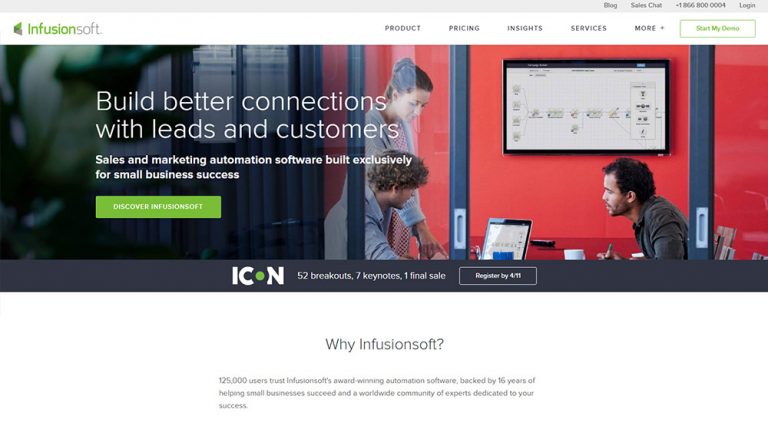 Blog Sales Chat +1 866 800 0004 Login
Infusionsoft.
PRODUCT PRICING INSIGHTS SERVICES MORE + Start My Demo
Build better connections
with leads and customers
Sales and marketing automation software built exclusively
for small business success
DISCOVER INFUSIONSOFT
ICON 52 breakouts, 7 keynotes, 1 final sale Register by 4/11
Why Infusionsoft?
125,000 users trust Infusionsoft's award-winning automation software, backed by 16 years of
helping small businesses succeed and a worldwide community of experts dedicated to your
success.